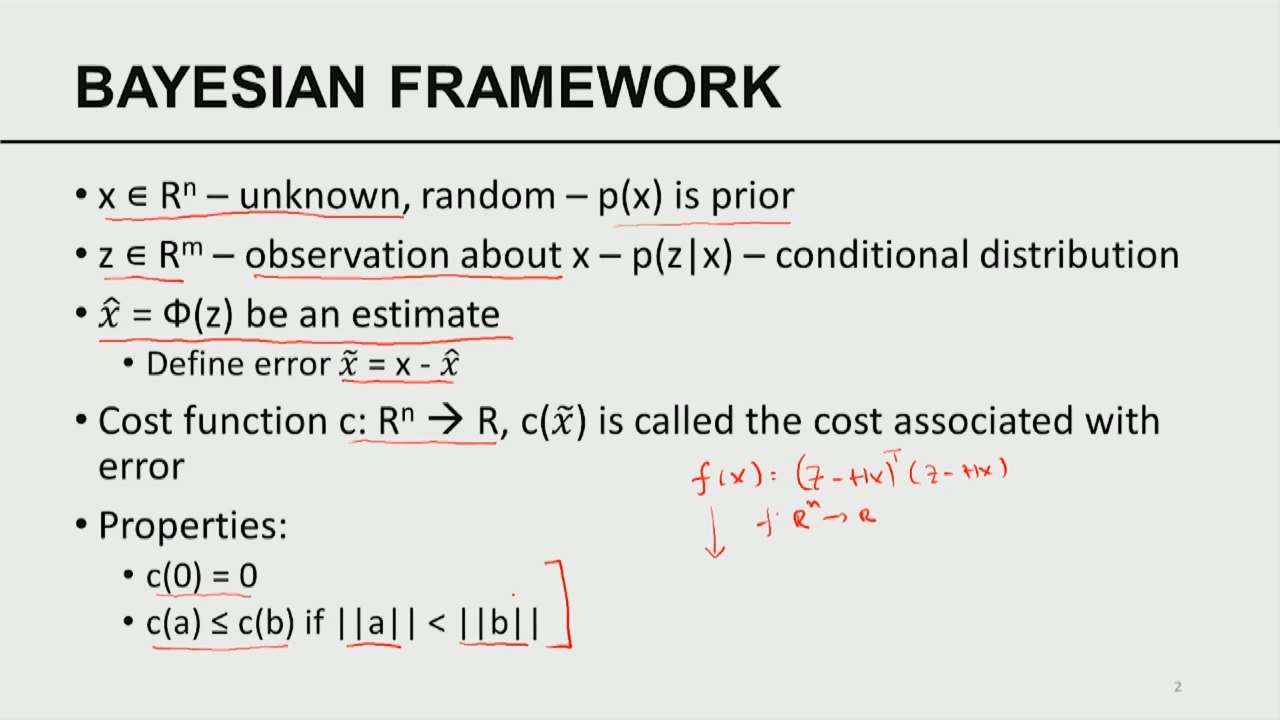 BAYESIAN FRAMEWORK
• x ∈ Rⁿ – unknown, random – p(x) is prior
• z ∈ Rᵐ – observation about x – p(z|x) – conditional distribution
• x̂ = Φ(z) be an estimate
• Define error x̃ = x - x̂
• Cost function c: Rⁿ → R, c(x̃) is called the cost associated with
error
f(x) = (z - Hx)ᵀ (z - Hx)
f: Rⁿ → R
• Properties:
• c(0) = 0
• c(a) ≤ c(b) if ||a|| < ||b||
2